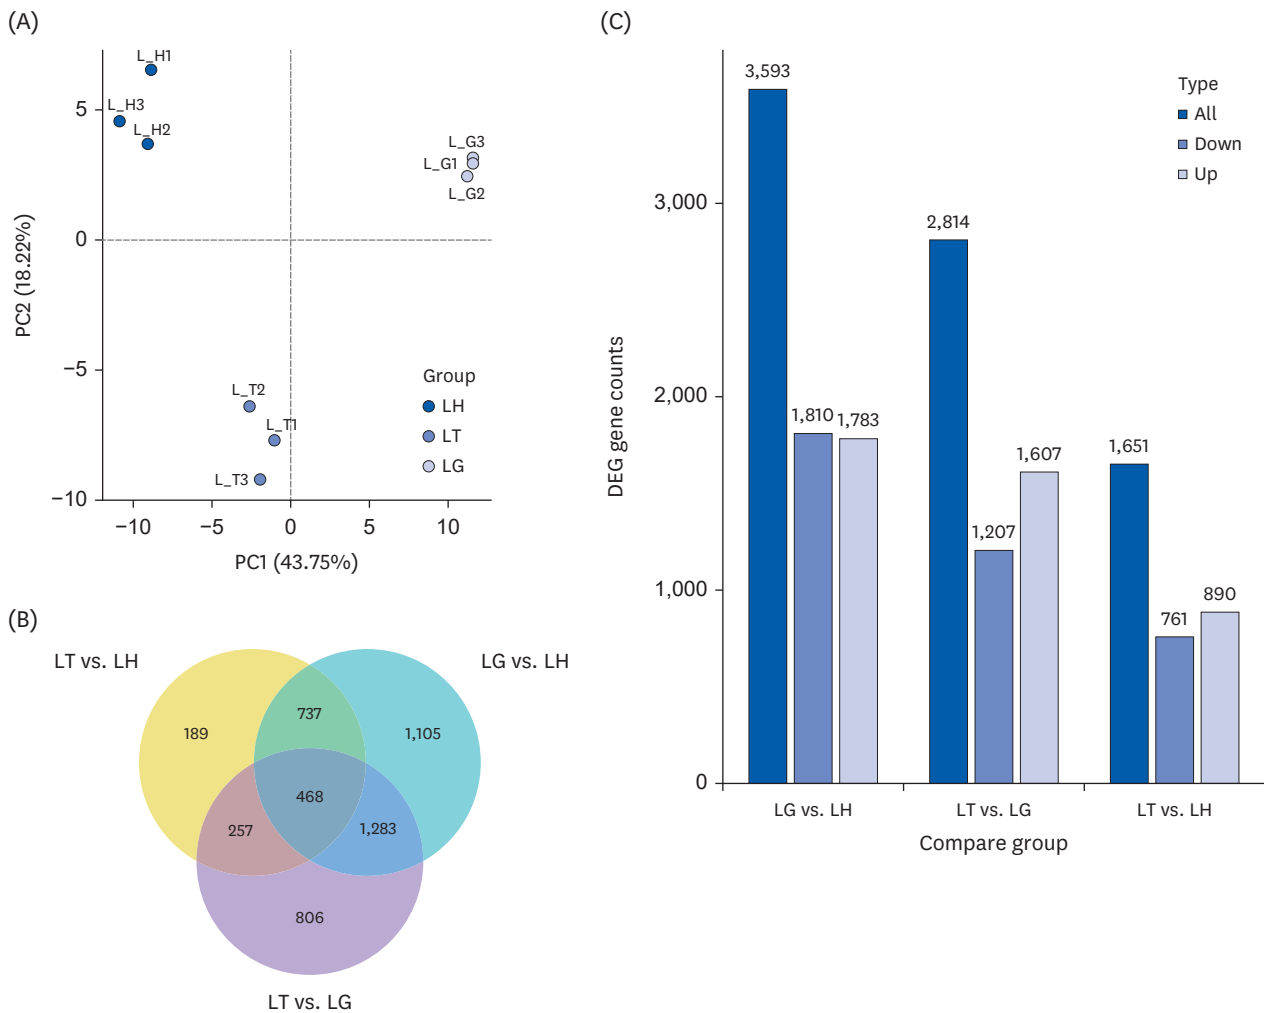 (A)
L_H1
L_H3
L_H2
L_G3
L_G1
L_G2
L_T2
L_T1
L_T3
5
0
−5
−10
PC2 (18.22%)
−10
−5
0
5
10
PC1 (43.75%)
Group
LH
LT
LG
(B)
LT vs. LH
LG vs. LH
737
189
1,105
468
257
1,283
806
LT vs. LG
(C)
3,593
Type
All
Down
Up
3,000
2,814
2,000
1,810
1,783
1,651
1,607
1,207
1,000
890
761
0
DEG gene counts
LG vs. LH
LT vs. LG
LT vs. LH
Compare group